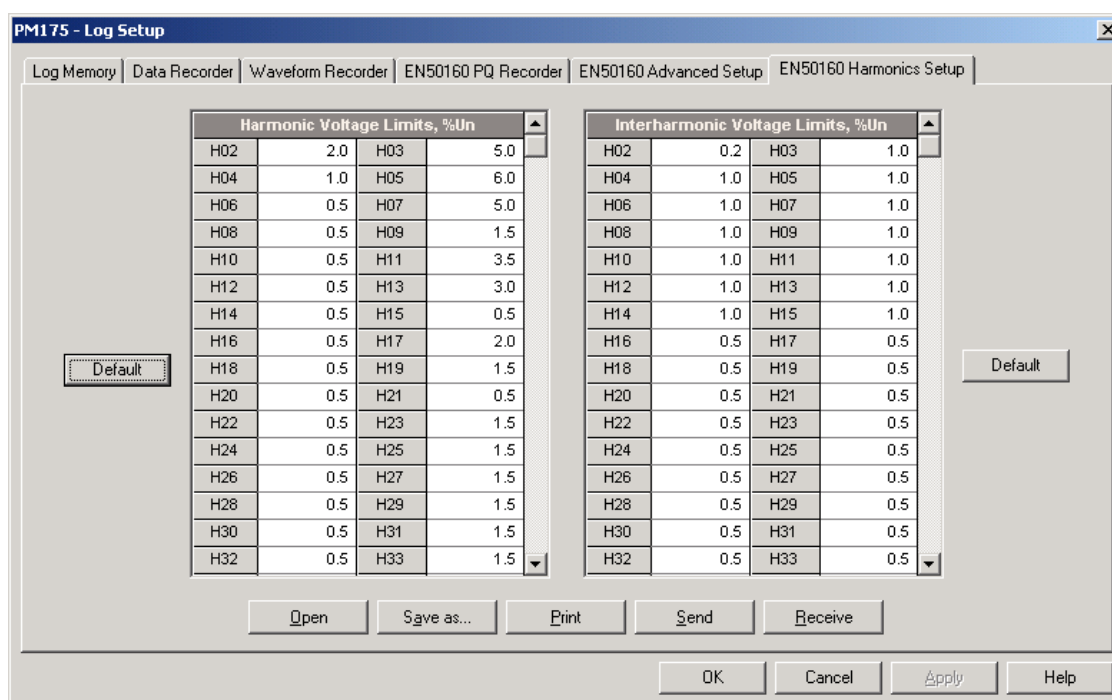 PM175 - Log Setup
Log Memory Data Recorder Waveform Recorder EN50160 PQ Recorder EN50160 Advanced Setup EN50160 Harmonics Setup
Harmonic Voltage Limits, %Un Interharmonic Voltage Limits, %Un
H02 2.0 H03 5.0 H02 0.2 H03 1.0
H04 1.0 H05 6.0 H04 1.0 H05 1.0
H06 0.5 H07 5.0 H06 1.0 H07 1.0
H08 0.5 H09 1.5 H08 1.0 H09 1.0
H10 0.5 H11 3.5 H10 1.0 H11 1.0
H12 0.5 H13 3.0 H12 1.0 H13 1.0
H14 0.5 H15 0.5 H14 1.0 H15 1.0
H16 0.5 H17 2.0 H16 0.5 H17 0.5
Default H18 0.5 H19 1.5 H18 0.5 H19 0.5 Default
H20 0.5 H21 0.5 H20 0.5 H21 0.5
H22 0.5 H23 1.5 H22 0.5 H23 0.5
H24 0.5 H25 1.5 H24 0.5 H25 0.5
H26 0.5 H27 1.5 H26 0.5 H27 0.5
H28 0.5 H29 1.5 H28 0.5 H29 0.5
H30 0.5 H31 1.5 H30 0.5 H31 0.5
H32 0.5 H33 1.5 H32 0.5 H33 0.5
Open Save as... Print Send Receive
OK Cancel Apply Help